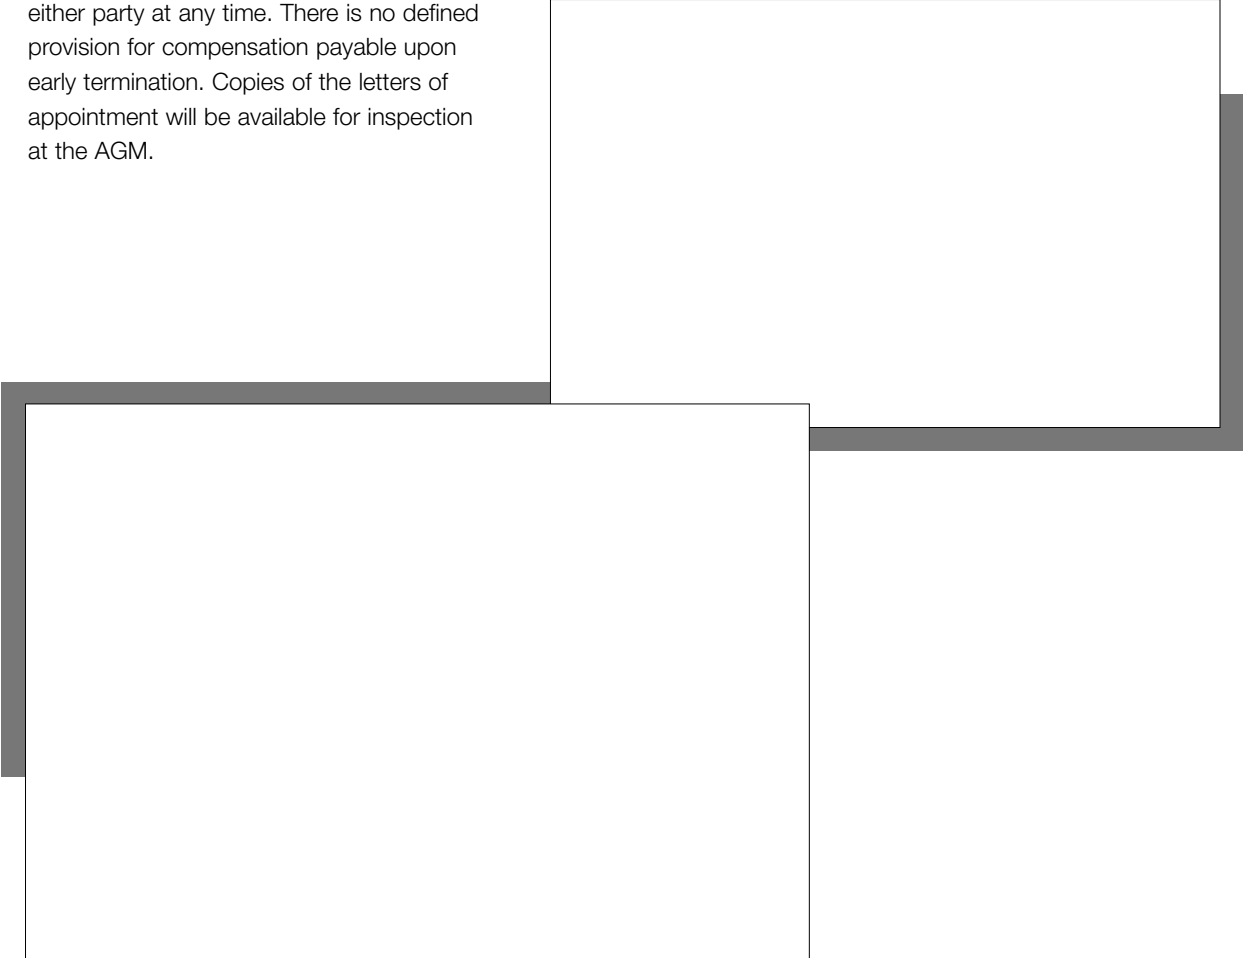 either party at any time. There is no defined
provision for compensation payable upon
early termination. Copies of the letters of
appointment will be available for inspection
at the AGM.